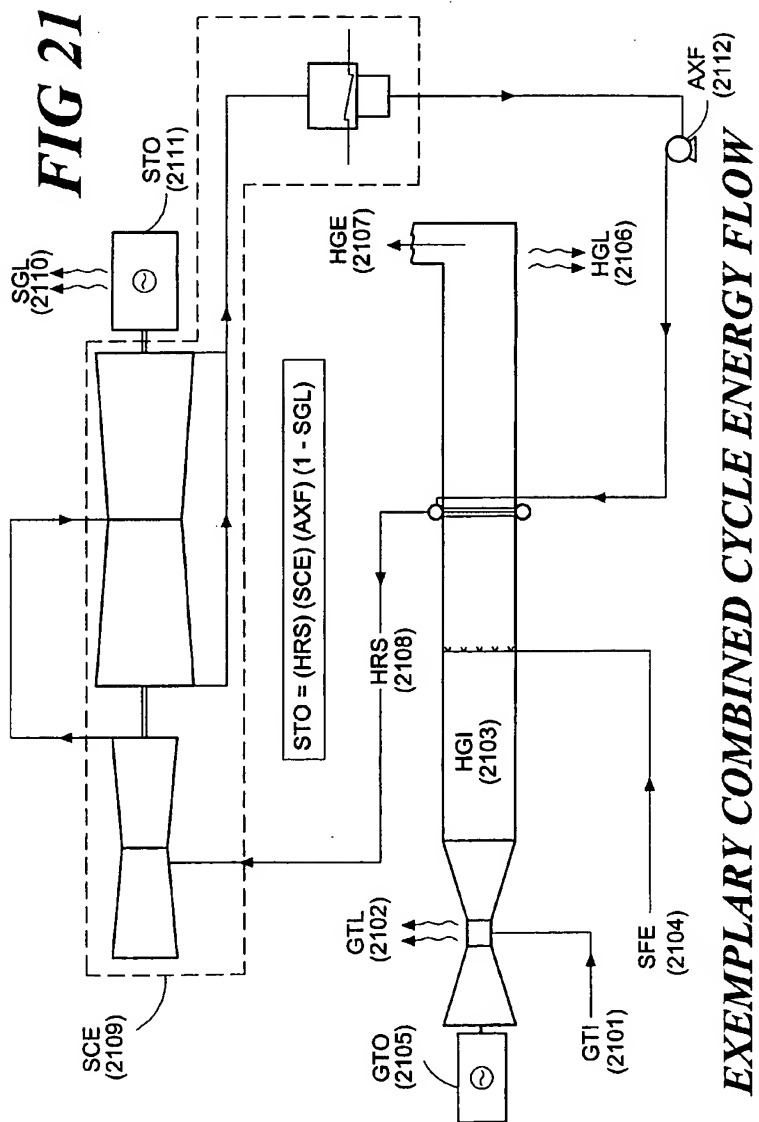 FIG 21
STO
(2111)
SGL
(2110)
SCE
(2109)
STO = (HRS) (SCE) (AXF) (1 - SGL)
AXF
(2112)
HRS
(2108)
HGE
(2107)
HGL
(2106)
HGI
(2103)
GTL
(2102)
GTO
(2105)
GTI
(2101)
SFE
(2104)
EXEMPLARY COMBINED CYCLE ENERGY FLOW